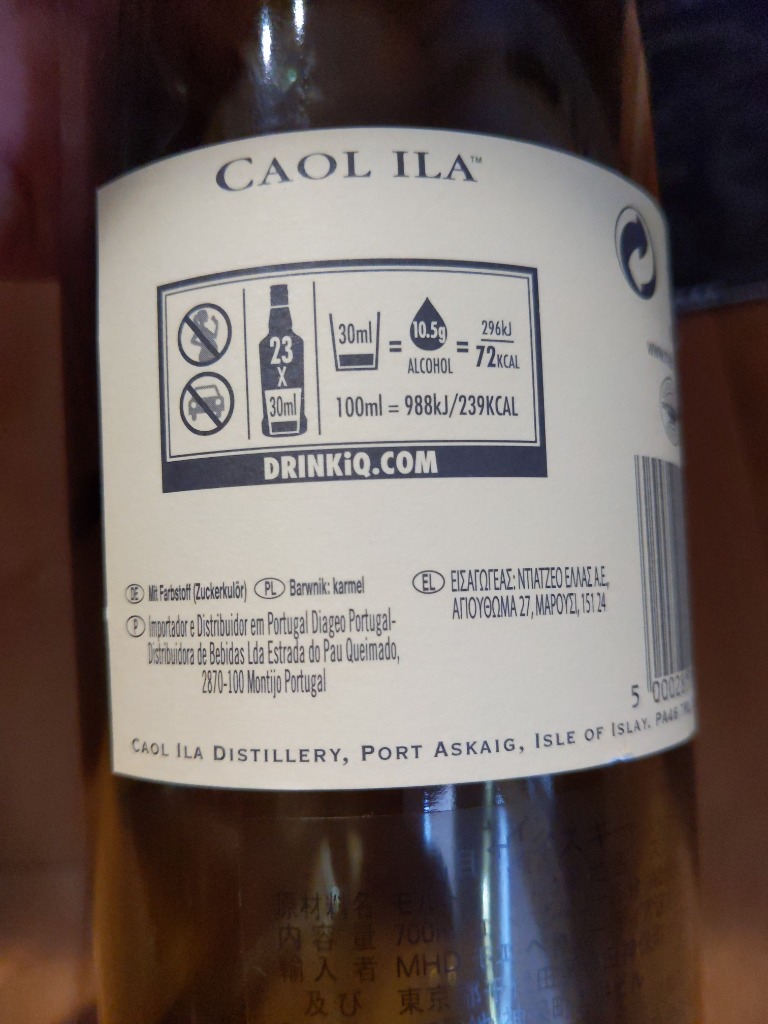 CAOL ILA™
23
X
30ml
30ml = 10.5g ALCOHOL = 296kJ 72KCAL
100ml = 988kJ/239KCAL
DRINKiQ.COM
DE Mit Farbstoff (Zuckerkulör) PL Barwnik: karmel
P Importador e Distribuidor em Portugal Diageo Portugal-
Distribuidora de Bebidas Lda Estrada do Pau Queimado,
2870-100 Montijo Portugal
EL ΕΙΣΑΓΩΓΕΑΣ: ΝΤΙΑΤΖΕΟ ΕΛΛΑΣ Α.Ε.,
ΑΓΙΟΥ ΘΩΜΑ 27, ΜΑΡΟΥΣΙ, 151 24
5
CAOL ILA DISTILLERY, PORT ASKAIG, ISLE OF ISLAY. PA46
原材料名
内容量
輸入者 MHD
及び 東京